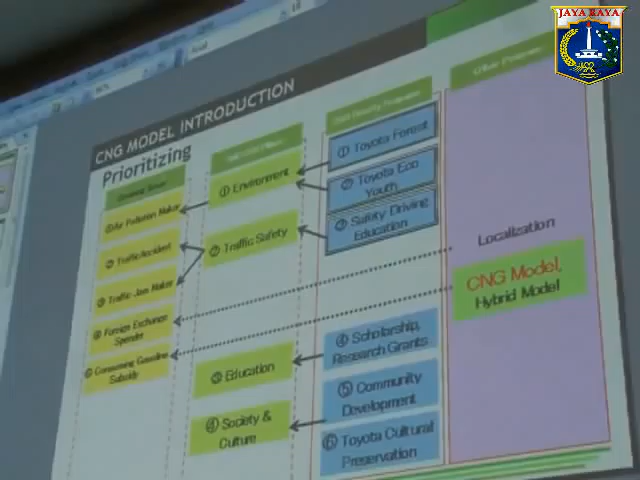 JAYA RAYA
CNG MODEL INTRODUCTION
Prioritizing
① Air Pollution Maker
② Traffic Accident
③ Traffic Jam Maker
④ Foreign Exchange
Spender
⑤ Consuming Gasoline
Subsidy
① Environment
② Traffic Safety
③ Education
④ Society &
Culture
① Toyota Forest
② Toyota Eco
Youth
③ Safety Driving
Education
④ Scholarship,
Research Grants
⑤ Community
Development
⑥ Toyota Cultural
Preservation
Localization
CNG Model,
Hybrid Model